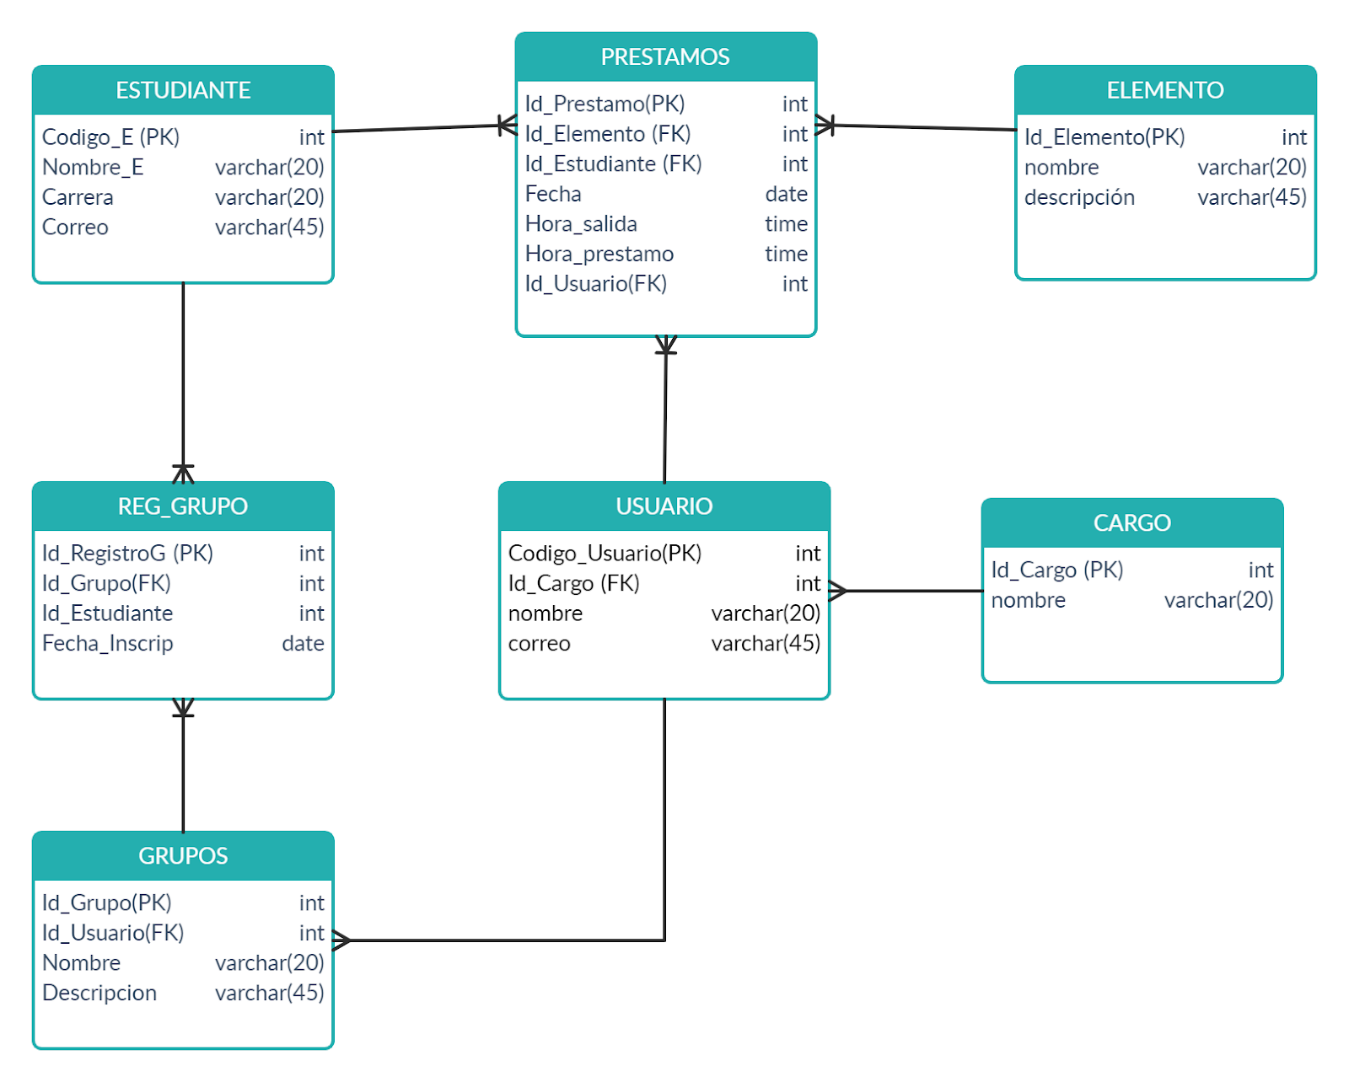 ESTUDIANTE
Codigo_E (PK) int
Nombre_E varchar(20)
Carrera varchar(20)
Correo varchar(45)
PRESTAMOS
Id_Prestamo(PK) int
Id_Elemento (FK) int
Id_Estudiante (FK) int
Fecha date
Hora_salida time
Hora_prestamo time
Id_Usuario(FK) int
ELEMENTO
Id_Elemento(PK) int
nombre varchar(20)
descripción varchar(45)
REG_GRUPO
Id_RegistroG (PK) int
Id_Grupo(FK) int
Id_Estudiante int
Fecha_Inscrip date
USUARIO
Codigo_Usuario(PK) int
Id_Cargo (FK) int
nombre varchar(20)
correo varchar(45)
CARGO
Id_Cargo (PK) int
nombre varchar(20)
GRUPOS
Id_Grupo(PK) int
Id_Usuario(FK) int
Nombre varchar(20)
Descripcion varchar(45)